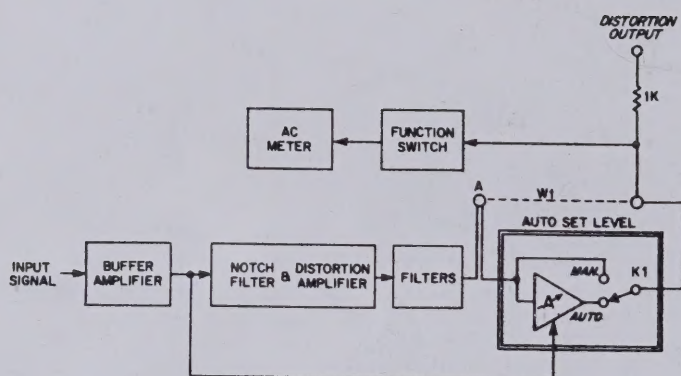 DISTORTION
OUTPUT
1K
AC
METER
FUNCTION
SWITCH
A
W1
AUTO SET LEVEL
INPUT
SIGNAL
BUFFER
AMPLIFIER
NOTCH
FILTER & DISTORTION
AMPLIFIER
FILTERS
MAN.
K1
A
AUTO.